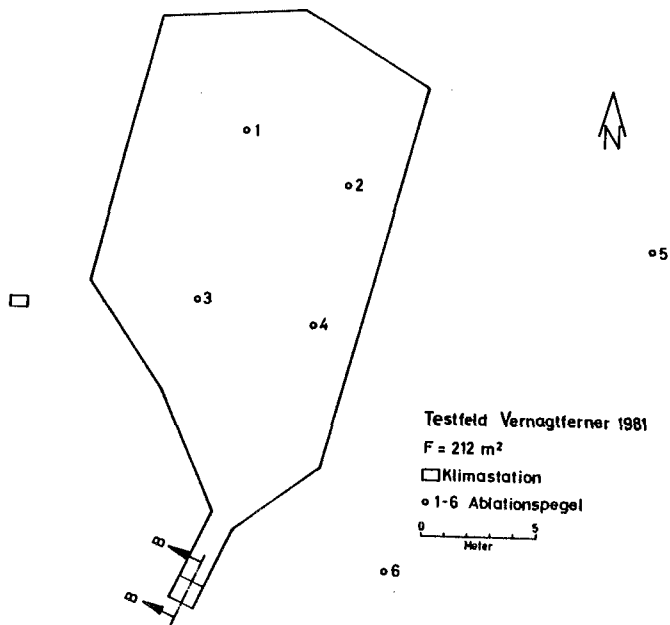 1
2
N
5
3
4
Testfeld Vernagtferner 1981
F = 212 m²
Klimastation
1-6 Ablationspegel
0 5
Meter
B
6
B